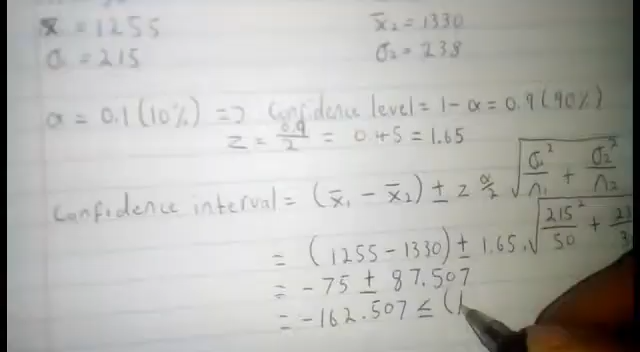 x̄ = 1255 x̄₂ = 1330
σ = 215 σ₂ = 238
α = 0.1 (10%) => Confidence level = 1 - α = 0.9 (90%)
z = 0.9/2 = 0.45 = 1.65
Confidence interval = (x̄₁ - x̄₂) ± z α/2 √(σ₁²/n₁ + σ₂²/n₂)
= (1255 - 1330) ± 1.65. √(215²/50 + 2
= -75 ± 87.507
= -162.507 ≤ (